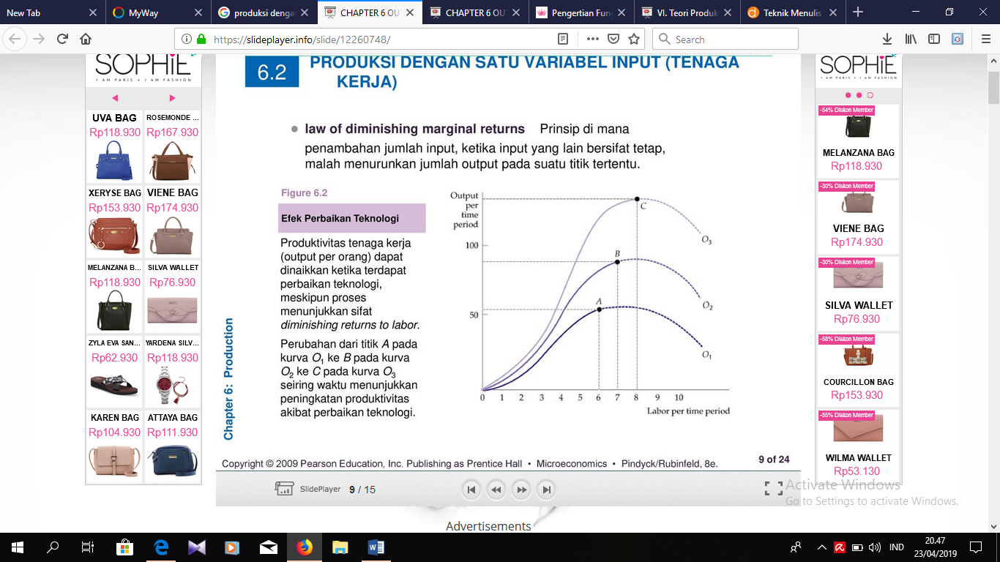 New Tab
MyWay
produksi denga
CHAPTER 6 OU
CHAPTER 6 OUT
Pengertian Fun
VI. Teori Produk
Teknik Menulis
https://slideplayer.info/slide/12260748/
Search
SOPHIE
I AM PARIS • I AM FASHION
UVA BAG
Rp118.930
ROSEMONDE ...
Rp167.930
XERYSE BAG
Rp153.930
VIENE BAG
Rp174.930
MELANZANA B...
Rp118.930
SILVA WALLET
Rp76.930
ZYLA EVA SAN...
Rp62.930
YARDENA SILV...
Rp118.930
KAREN BAG
Rp104.930
ATTAYA BAG
Rp111.930
6.2
PRODUKSI DENGAN SATU VARIABEL INPUT (TENAGA
KERJA)
law of diminishing marginal returns Prinsip di mana
penambahan jumlah input, ketika input yang lain bersifat tetap,
malah menurunkan jumlah output pada suatu titik tertentu.
Figure 6.2
Efek Perbaikan Teknologi
Produktivitas tenaga kerja
(output per orang) dapat
dinaikkan ketika terdapat
perbaikan teknologi,
meskipun proses
menunjukkan sifat
diminishing returns to labor.
Perubahan dari titik A pada
kurva O1 ke B pada kurva
O2 ke C pada kurva O3
seiring waktu menunjukkan
peningkatan produktivitas
akibat perbaikan teknologi.
Chapter 6: Production
Output
per
time
period
100
50
A
B
C
O3
O2
O1
0 1 2 3 4 5 6 7 8 9 10
Labor per time period
Copyright © 2009 Pearson Education, Inc. Publishing as Prentice Hall • Microeconomics • Pindyck/Rubinfeld, 8e.
9 of 24
SlidePlayer
9 / 15
Advertisements
SOPHIE
I AM PARIS • I AM FASHION
-54% Diskon Member
MELANZANA BAG
Rp118.930
-30% Diskon Member
VIENE BAG
Rp174.930
-30% Diskon Member
SILVA WALLET
Rp76.930
-58% Diskon Member
COURCILLON BAG
Rp153.930
-55% Diskon Member
WILMA WALLET
Rp53.130
Activate Windows
Go to Settings to activate Windows.
IND
20.47
23/04/2019